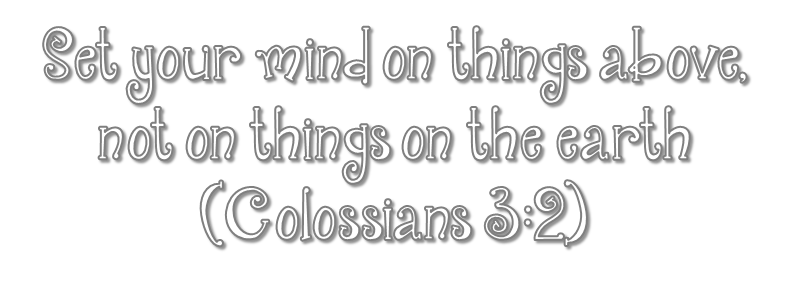 Set your mind on things above,
not on things on the earth
(Colossians 3:2)